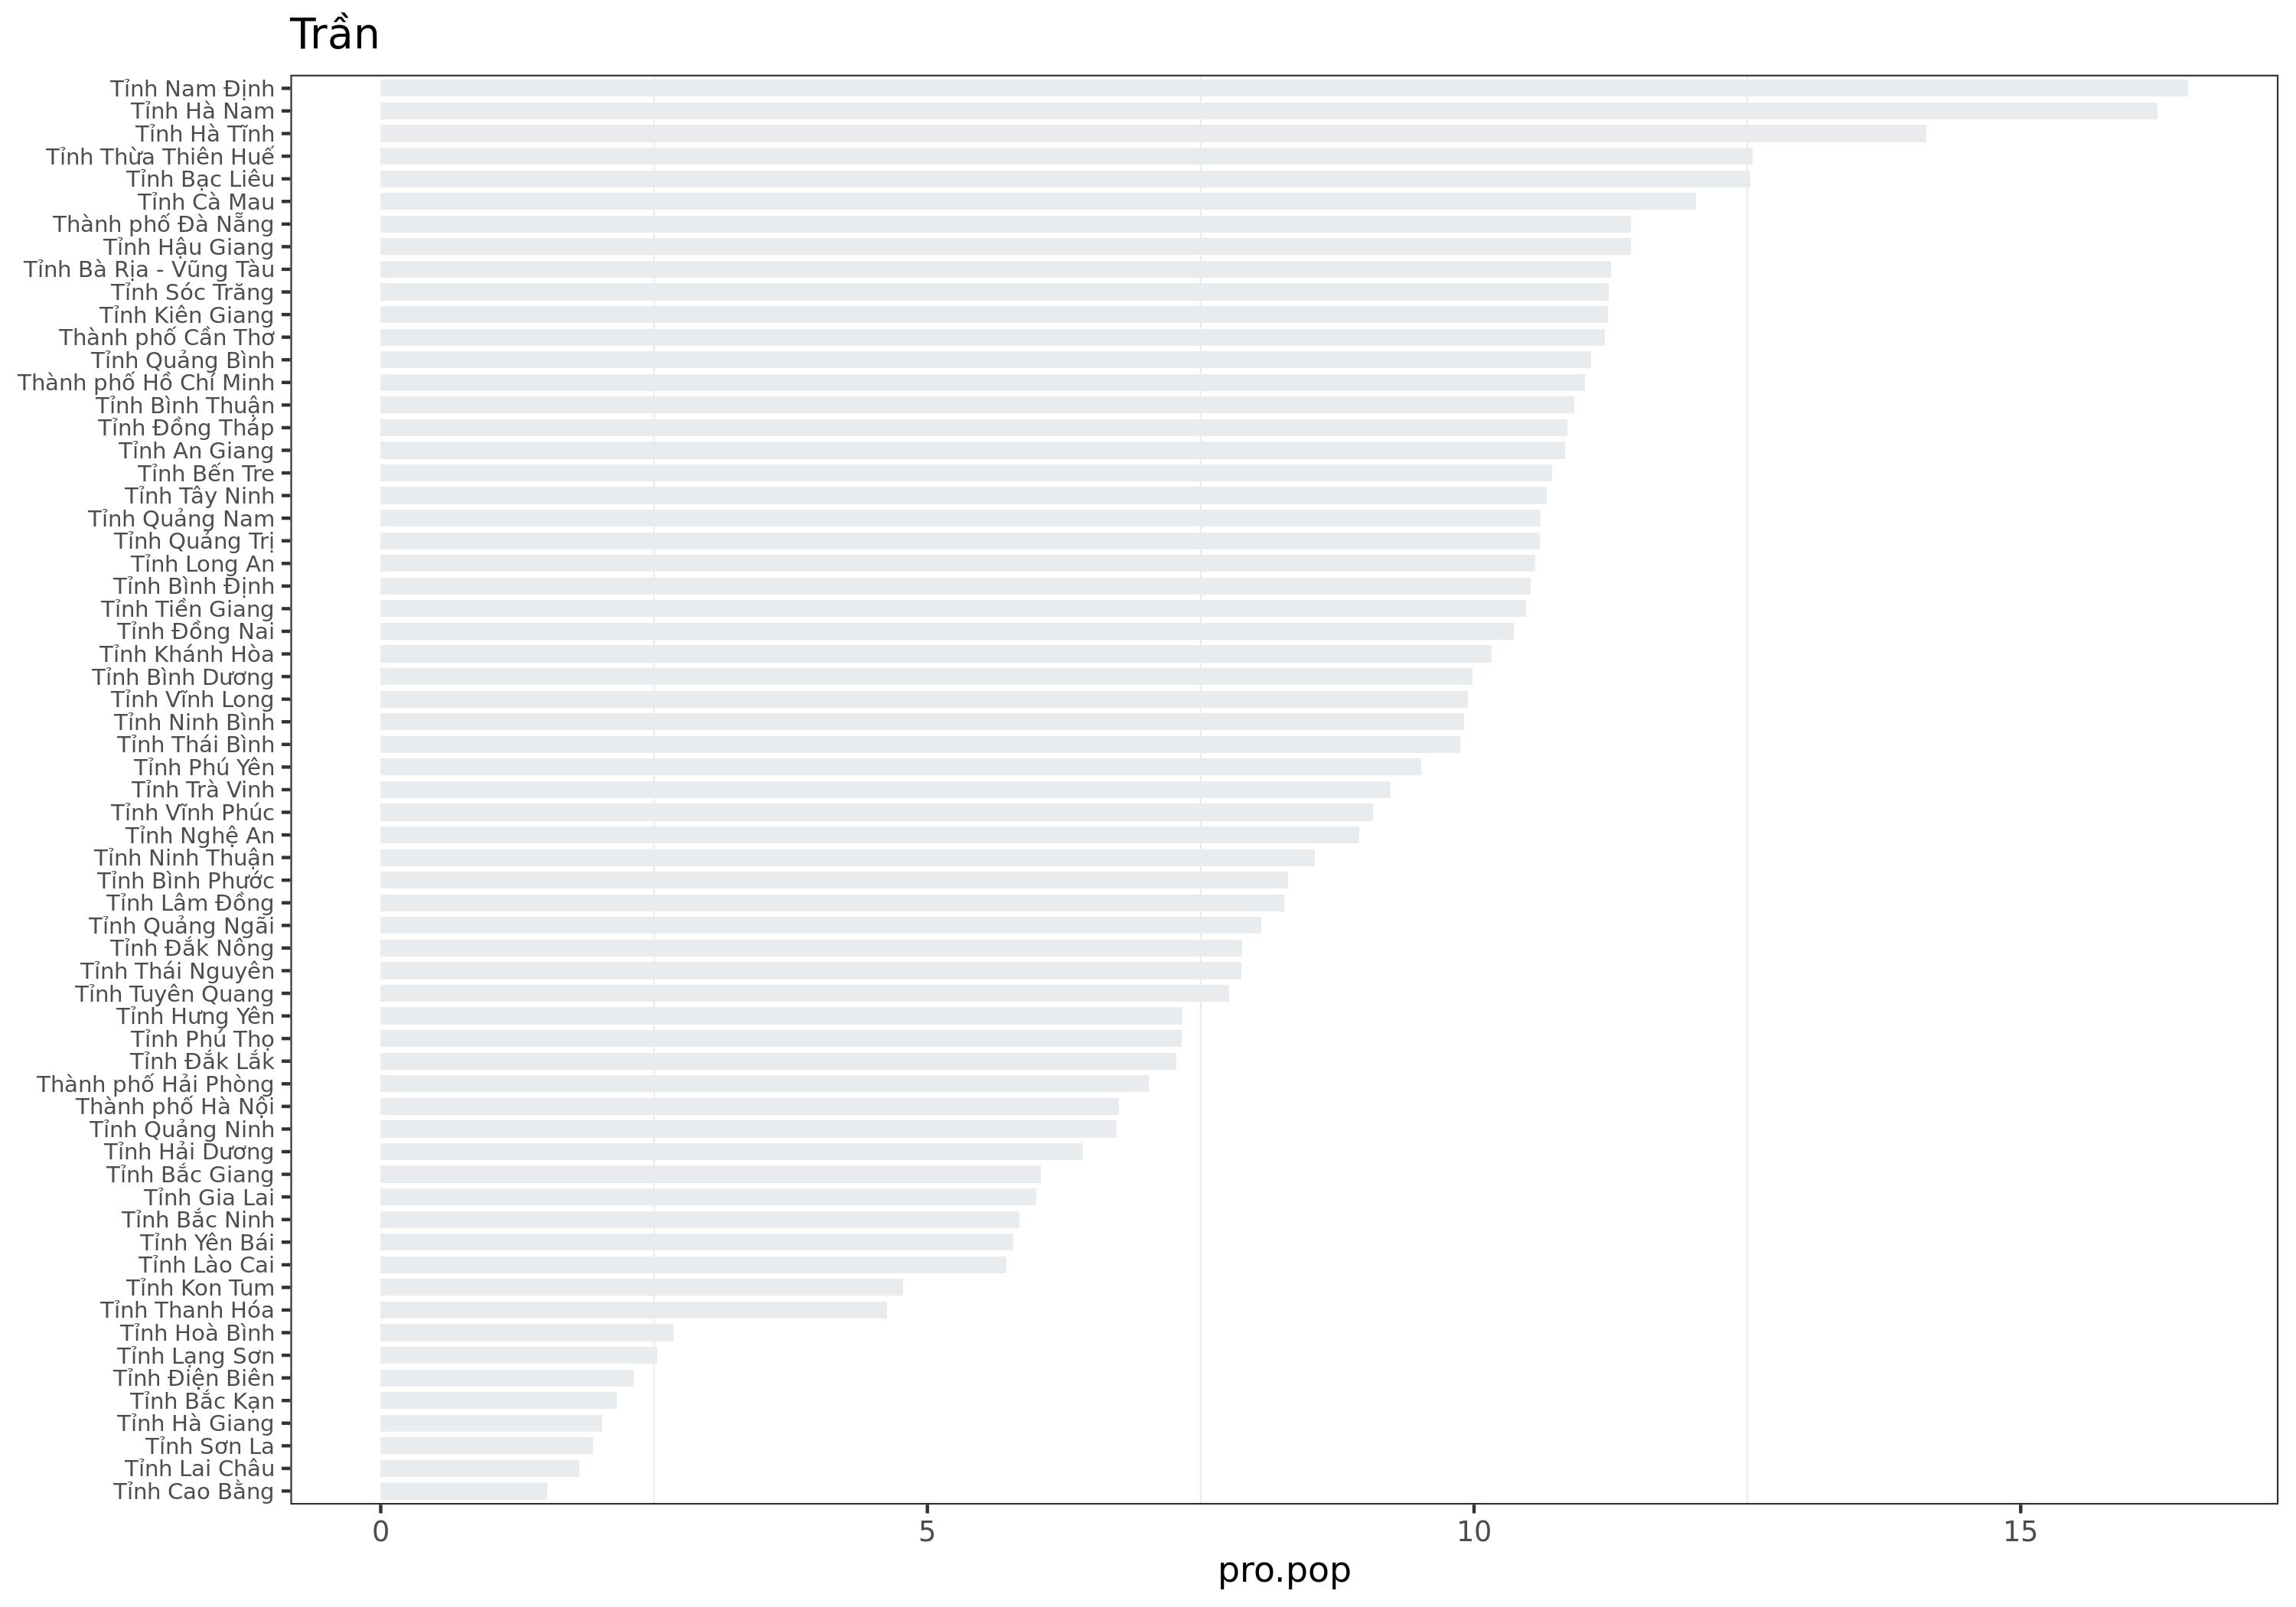 Trần
Tỉnh Nam Định
Tỉnh Hà Nam
Tỉnh Hà Tĩnh
Tỉnh Thừa Thiên Huế
Tỉnh Bạc Liêu
Tỉnh Cà Mau
Thành phố Đà Nẵng
Tỉnh Hậu Giang
Tỉnh Bà Rịa - Vũng Tàu
Tỉnh Sóc Trăng
Tỉnh Kiên Giang
Thành phố Cần Thơ
Tỉnh Quảng Bình
Thành phố Hồ Chí Minh
Tỉnh Bình Thuận
Tỉnh Đồng Tháp
Tỉnh An Giang
Tỉnh Bến Tre
Tỉnh Tây Ninh
Tỉnh Quảng Nam
Tỉnh Quảng Trị
Tỉnh Long An
Tỉnh Bình Định
Tỉnh Tiền Giang
Tỉnh Đồng Nai
Tỉnh Khánh Hòa
Tỉnh Bình Dương
Tỉnh Vĩnh Long
Tỉnh Ninh Bình
Tỉnh Thái Bình
Tỉnh Phú Yên
Tỉnh Trà Vinh
Tỉnh Vĩnh Phúc
Tỉnh Nghệ An
Tỉnh Ninh Thuận
Tỉnh Bình Phước
Tỉnh Lâm Đồng
Tỉnh Quảng Ngãi
Tỉnh Đắk Nông
Tỉnh Thái Nguyên
Tỉnh Tuyên Quang
Tỉnh Hưng Yên
Tỉnh Phú Thọ
Tỉnh Đắk Lắk
Thành phố Hải Phòng
Thành phố Hà Nội
Tỉnh Quảng Ninh
Tỉnh Hải Dương
Tỉnh Bắc Giang
Tỉnh Gia Lai
Tỉnh Bắc Ninh
Tỉnh Yên Bái
Tỉnh Lào Cai
Tỉnh Kon Tum
Tỉnh Thanh Hóa
Tỉnh Hoà Bình
Tỉnh Lạng Sơn
Tỉnh Điện Biên
Tỉnh Bắc Kạn
Tỉnh Hà Giang
Tỉnh Sơn La
Tỉnh Lai Châu
Tỉnh Cao Bằng
0 5 10 15
pro.pop